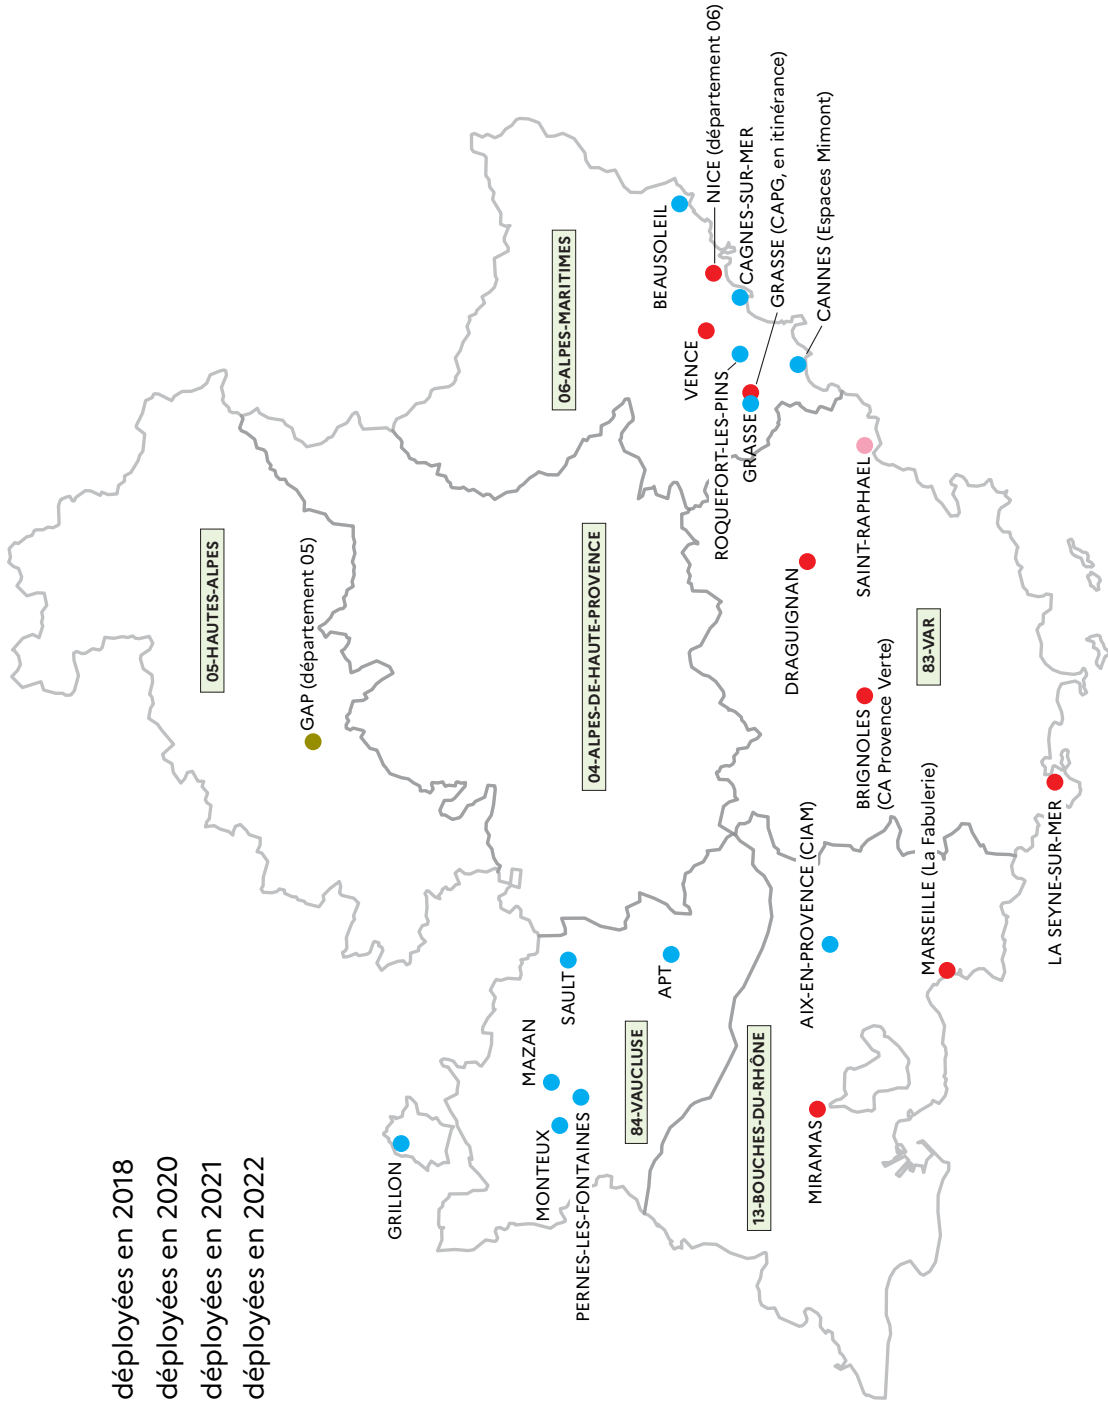 déployées en 2018
déployées en 2020
déployées en 2021
déployées en 2022
05-HAUTES-ALPES
GAP (département 05)
GRILLON
06-ALPES-MARITIMES
04-ALPES-DE-HAUTE-PROVENCE
MAZAN
SAULT
MONTEUX
PERNES-LES-FONTAINES
84-VAUCLUSE
APT
BEAUSOLEIL
NICE (département 06)
VENCE
CAGNES-SUR-MER
ROQUEFORT-LES-PINS
GRASSE
GRASSE (CAPG, en itinérance)
CANNES (Espaces Mimont)
13-BOUCHES-DU-RHÔNE
AIX-EN-PROVENCE (CIAM)
MIRAMAS
DRAGUIGNAN
SAINT-RAPHAEL
BRIGNOLES
(CA Provence Verte)
83-VAR
MARSEILLE (La Fabulerie)
LA SEYNE-SUR-MER